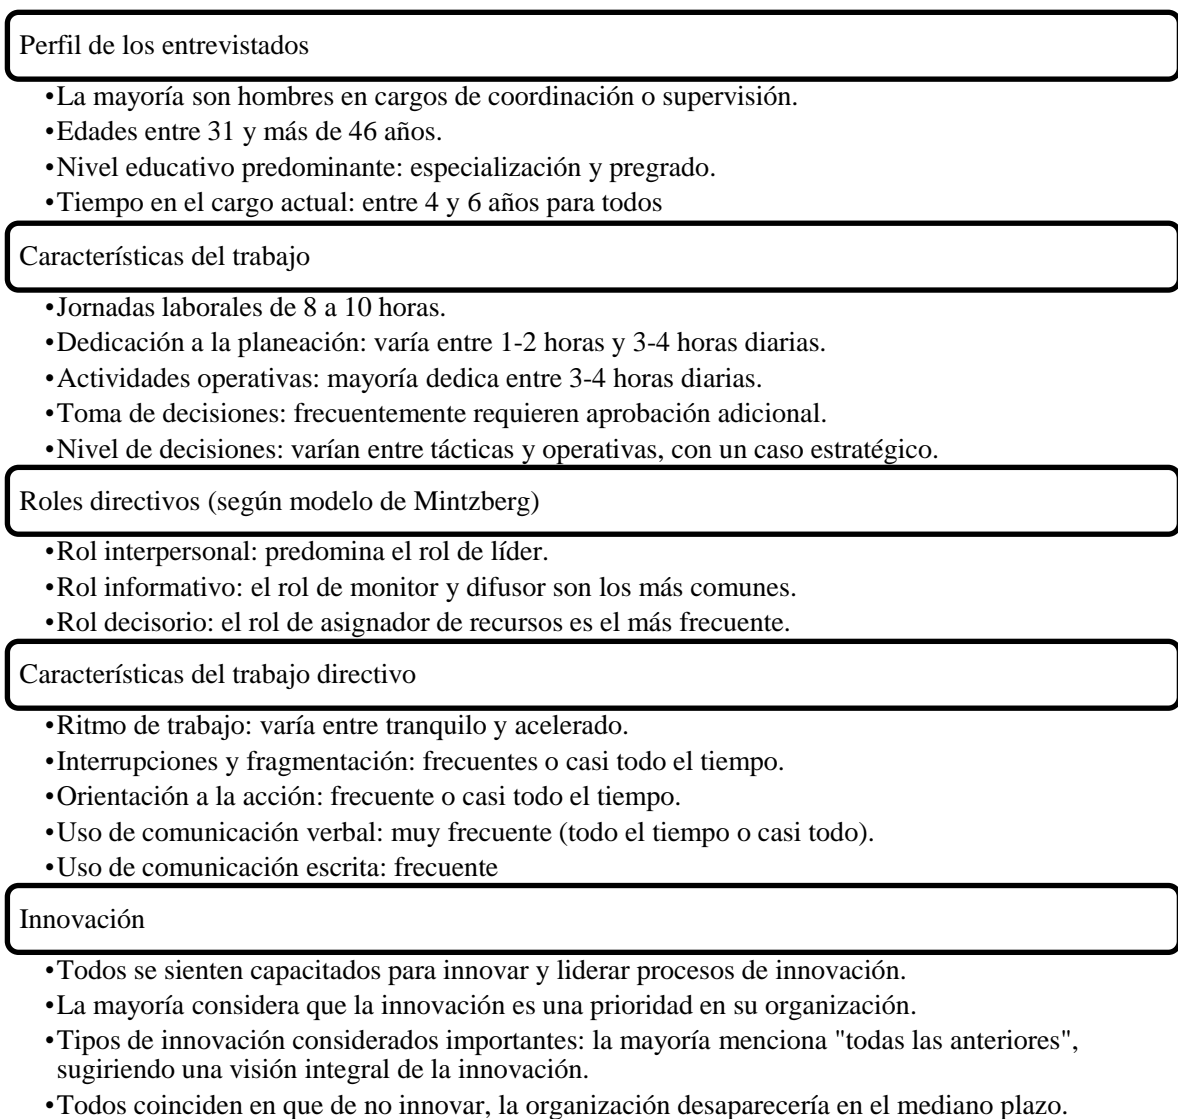 Perfil de los entrevistados
•La mayoría son hombres en cargos de coordinación o supervisión.
•Edades entre 31 y más de 46 años.
•Nivel educativo predominante: especialización y pregrado.
•Tiempo en el cargo actual: entre 4 y 6 años para todos
Características del trabajo
•Jornadas laborales de 8 a 10 horas.
•Dedicación a la planeación: varía entre 1-2 horas y 3-4 horas diarias.
•Actividades operativas: mayoría dedica entre 3-4 horas diarias.
•Toma de decisiones: frecuentemente requieren aprobación adicional.
•Nivel de decisiones: varían entre tácticas y operativas, con un caso estratégico.
Roles directivos (según modelo de Mintzberg)
•Rol interpersonal: predomina el rol de líder.
•Rol informativo: el rol de monitor y difusor son los más comunes.
•Rol decisorio: el rol de asignador de recursos es el más frecuente.
Características del trabajo directivo
•Ritmo de trabajo: varía entre tranquilo y acelerado.
•Interrupciones y fragmentación: frecuentes o casi todo el tiempo.
•Orientación a la acción: frecuente o casi todo el tiempo.
•Uso de comunicación verbal: muy frecuente (todo el tiempo o casi todo).
•Uso de comunicación escrita: frecuente
Innovación
•Todos se sienten capacitados para innovar y liderar procesos de innovación.
•La mayoría considera que la innovación es una prioridad en su organización.
•Tipos de innovación considerados importantes: la mayoría menciona "todas las anteriores",
sugiriendo una visión integral de la innovación.
•Todos coinciden en que de no innovar, la organización desaparecería en el mediano plazo.